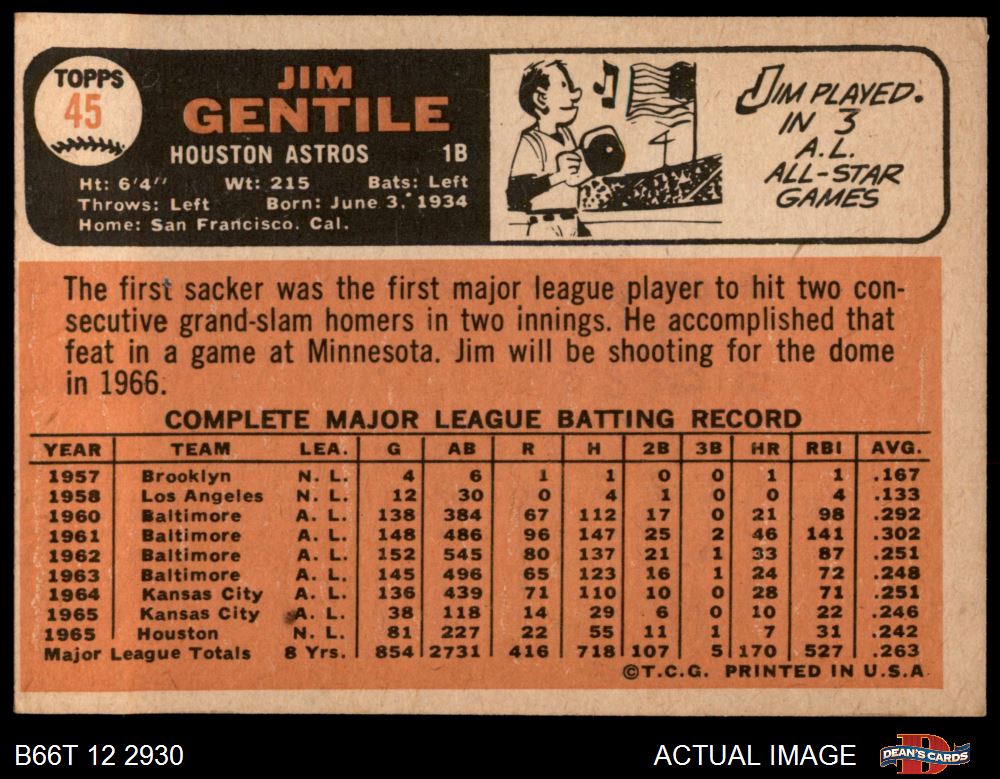 TOPPS
45
JIM
GENTILE
HOUSTON ASTROS 1B
Ht: 6'4" Wt: 215 Bats: Left
Throws: Left Born: June 3, 1934
Home: San Francisco, Cal.
4
JIM PLAYED
IN 3
A.L.
ALL-STAR
GAMES
The first sacker was the first major league player to hit two con-
secutive grand-slam homers in two innings. He accomplished that
feat in a game at Minnesota. Jim will be shooting for the dome
in 1966.
COMPLETE MAJOR LEAGUE BATTING RECORD
YEAR TEAM LEA. G AB R H 2B 3B HR RBI AVG.
1957 Brooklyn N. L. 4 6 1 1 0 0 1 1 .167
1958 Los Angeles N. L. 12 30 0 4 1 0 0 4 .133
1960 Baltimore A. L. 138 384 67 112 17 0 21 98 .292
1961 Baltimore A. L. 148 486 96 147 25 2 46 141 .302
1962 Baltimore A. L. 152 545 80 137 21 1 33 87 .251
1963 Baltimore A. L. 145 496 65 123 16 1 24 72 .248
1964 Kansas City A. L. 136 439 71 110 10 0 28 71 .251
1965 Kansas City A. L. 38 118 14 29 6 0 10 22 .246
1965 Houston N. L. 81 227 22 55 11 1 7 31 .242
Major League Totals 8 Yrs. 854 2731 416 718 107 5 170 527 .263
©T.C.G. PRINTED IN U.S.A
B66T 12 2930 ACTUAL IMAGE DEAN'S CARDS